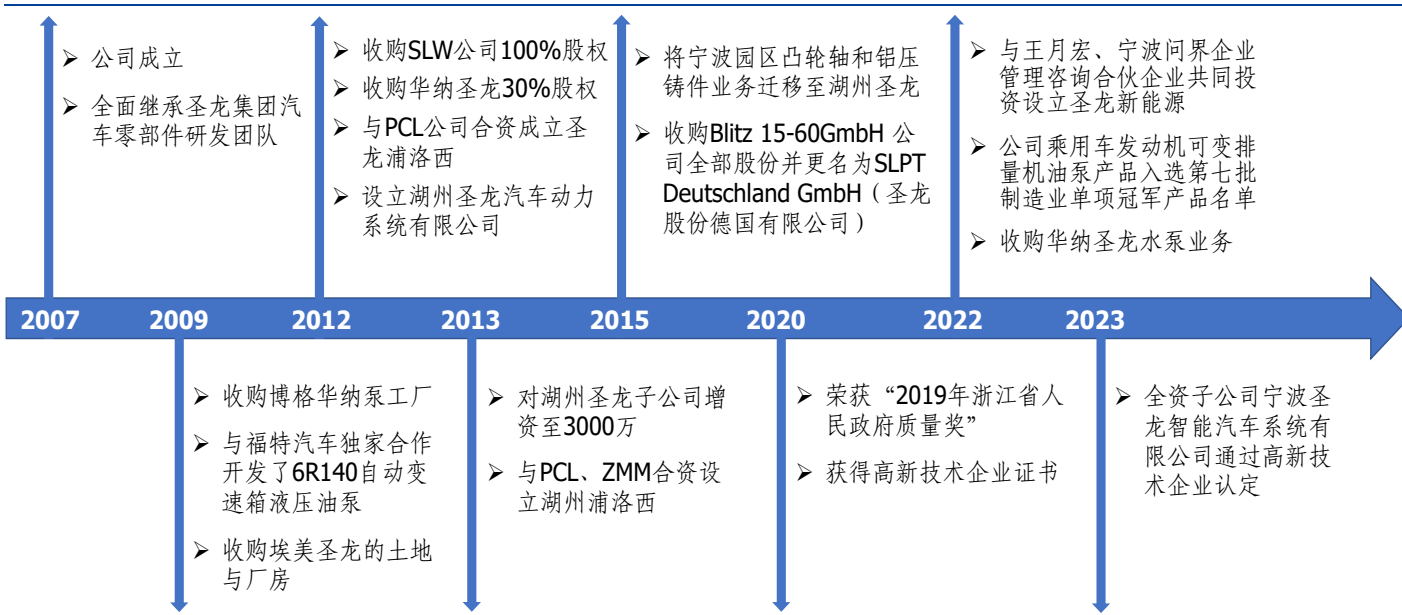 ➢ 公司成立
➢ 全面继承圣龙集团汽
车零部件研发团队
➢ 收购SLW公司100%股权
➢ 收购华纳圣龙30%股权
➢ 与PCL公司合资成立圣
龙浦洛西
➢ 设立湖州圣龙汽车动力
系统有限公司
➢ 将宁波园区凸轮轴和铝压
铸件业务迁移至湖州圣龙
➢ 收购Blitz 15-60GmbH 公
司全部股份并更名为SLPT
Deutschland GmbH（圣龙
股份德国有限公司）
➢ 与王月宏、宁波问界企业
管理咨询合伙企业共同投
资设立圣龙新能源
➢ 公司乘用车发动机可变排
量机油泵产品入选第七批
制造业单项冠军产品名单
➢ 收购华纳圣龙水泵业务
2007 2009 2012 2013 2015 2020 2022 2023
➢ 收购博格华纳泵工厂
➢ 与福特汽车独家合作
开发了6R140自动变
速箱液压油泵
➢ 收购埃美圣龙的土地
与厂房
➢ 对湖州圣龙子公司增
资至3000万
➢ 与PCL、ZMM合资设
立湖州浦洛西
➢ 荣获“2019年浙江省人
民政府质量奖”
➢ 获得高新技术企业证书
➢ 全资子公司宁波圣
龙智能汽车系统有
限公司通过高新技
术企业认定